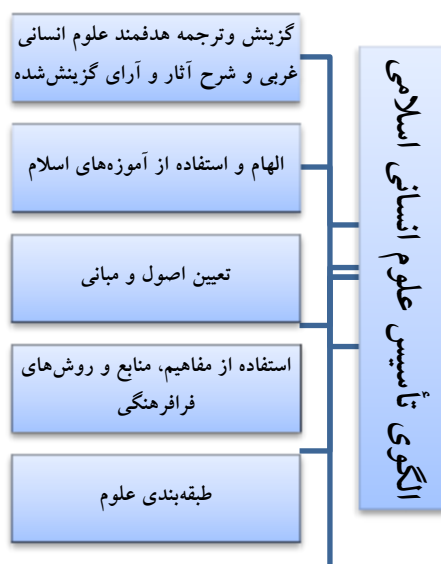 الگوی تأسیس علوم انسانی اسلامی
گزینش وترجمه هدفمند علوم انسانی
غربی و شرح آثار و آرای گزینش‌شده
الهام و استفاده از آموزه‌های اسلام
تعیین اصول و مبانی
استفاده از مفاهیم، منابع و روش‌های
فرافرهنگی
طبقه‌بندی علوم